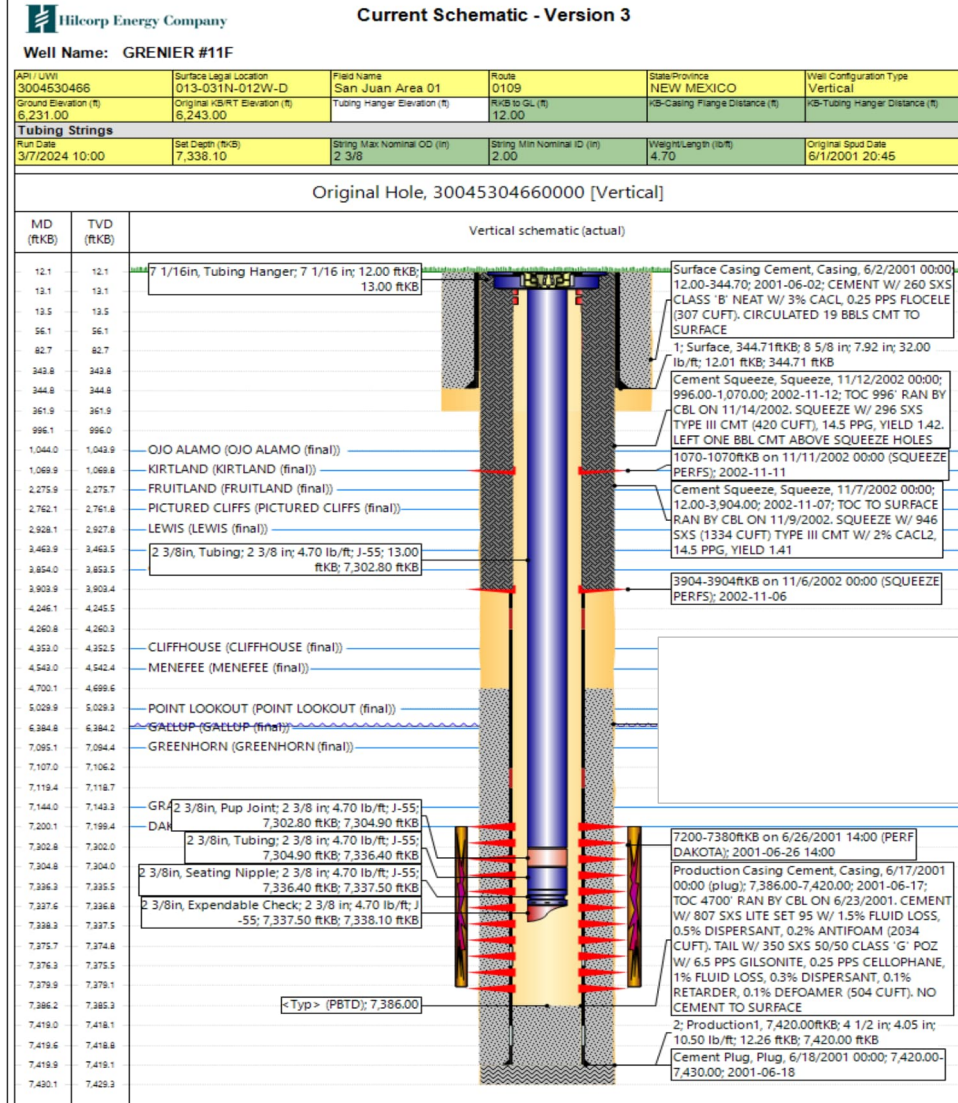 Hilcorp Energy Company
Current Schematic - Version 3
Well Name: GRENIER #11F
API / UWI
3004530466
Surface Legal Location
013-031N-012W-D
Field Name
San Juan Area 01
Route
0109
State/Province
NEW MEXICO
Well Configuration Type
Vertical
Ground Elevation (ft)
6,231.00
Original KB/RT Elevation (ft)
6,243.00
Tubing Hanger Elevation (ft)
RKB to GL (ft)
12.00
KB-Casing Flange Distance (ft)
KB-Tubing Hanger Distance (ft)
Tubing Strings
Run Date
3/7/2024 10:00
Set Depth (ftKB)
7,338.10
String Max Nominal OD (in)
2 3/8
String Min Nominal ID (in)
2.00
Weight/Length (lb/ft)
4.70
Original Spud Date
6/1/2001 20:45
Original Hole, 30045304660000 [Vertical]
MD
(ftKB)
TVD
(ftKB)
Vertical schematic (actual)
12.1 12.1
13.1 13.1
13.5 13.5
56.1 56.1
82.7 82.7
343.8 343.8
344.8 344.8
361.9 361.9
996.1 996.0
1,044.0 1,043.9
1,069.9 1,069.8
2,275.9 2,275.7
2,762.1 2,761.8
2,928.1 2,927.8
3,463.9 3,463.5
3,854.0 3,853.5
3,903.9 3,903.4
4,246.1 4,245.5
4,260.8 4,260.3
4,353.0 4,352.5
4,543.0 4,542.4
4,700.1 4,699.6
5,029.9 5,029.3
6,384.8 6,384.2
7,095.1 7,094.4
7,107.0 7,106.2
7,119.4 7,118.7
7,144.0 7,143.3
7,200.1 7,199.4
7,302.8 7,302.0
7,304.8 7,304.0
7,336.3 7,335.5
7,337.6 7,336.8
7,338.3 7,337.5
7,375.7 7,374.8
7,376.3 7,375.5
7,379.9 7,379.1
7,386.2 7,385.3
7,419.0 7,418.1
7,419.6 7,418.8
7,419.9 7,419.1
7,430.1 7,429.3
7 1/16in, Tubing Hanger; 7 1/16 in; 12.00 ftKB;
13.00 ftKB
OJO ALAMO (OJO ALAMO (final))
KIRTLAND (KIRTLAND (final))
FRUITLAND (FRUITLAND (final))
PICTURED CLIFFS (PICTURED CLIFFS (final))
LEWIS (LEWIS (final))
2 3/8in, Tubing; 2 3/8 in; 4.70 lb/ft; J-55; 13.00
ftKB; 7,302.80 ftKB
CLIFFHOUSE (CLIFFHOUSE (final))
MENEFEE (MENEFEE (final))
POINT LOOKOUT (POINT LOOKOUT (final))
GALLUP (GALLUP (final))
GREENHORN (GREENHORN (final))
GRA
2 3/8in, Pup Joint; 2 3/8 in; 4.70 lb/ft; J-55;
7,302.80 ftKB; 7,304.90 ftKB
DAK
2 3/8in, Tubing; 2 3/8 in; 4.70 lb/ft; J-55;
7,304.90 ftKB; 7,336.40 ftKB
2 3/8in, Seating Nipple; 2 3/8 in; 4.70 lb/ft; J-55;
7,336.40 ftKB; 7,337.50 ftKB
2 3/8in, Expendable Check; 2 3/8 in; 4.70 lb/ft; J
-55; 7,337.50 ftKB; 7,338.10 ftKB
<Typ> (PBTD); 7,386.00
Surface Casing Cement, Casing, 6/2/2001 00:00;
12.00-344.70; 2001-06-02; CEMENT W/ 260 SXS
CLASS 'B' NEAT W/ 3% CACL, 0.25 PPS FLOCELE
(307 CUFT). CIRCULATED 19 BBLS CMT TO
SURFACE
1; Surface, 344.71ftKB; 8 5/8 in; 7.92 in; 32.00
lb/ft; 12.01 ftKB; 344.71 ftKB
Cement Squeeze, Squeeze, 11/12/2002 00:00;
996.00-1,070.00; 2002-11-12; TOC 996' RAN BY
CBL ON 11/14/2002. SQUEEZE W/ 296 SXS
TYPE III CMT (420 CUFT), 14.5 PPG, YIELD 1.42.
LEFT ONE BBL CMT ABOVE SQUEEZE HOLES
1070-1070ftKB on 11/11/2002 00:00 (SQUEEZE
PERFS); 2002-11-11
Cement Squeeze, Squeeze, 11/7/2002 00:00;
12.00-3,904.00; 2002-11-07; TOC TO SURFACE
RAN BY CBL ON 11/9/2002. SQUEEZE W/ 946
SXS (1334 CUFT) TYPE III CMT W/ 2% CACL2,
14.5 PPG, YIELD 1.41
3904-3904ftKB on 11/6/2002 00:00 (SQUEEZE
PERFS); 2002-11-06
7200-7380ftKB on 6/26/2001 14:00 (PERF
DAKOTA); 2001-06-26 14:00
Production Casing Cement, Casing, 6/17/2001
00:00 (plug); 7,386.00-7,420.00; 2001-06-17;
TOC 4700' RAN BY CBL ON 6/23/2001. CEMENT
W/ 807 SXS LITE SET 95 W/ 1.5% FLUID LOSS,
0.5% DISPERSANT, 0.2% ANTIFOAM (2034
CUFT). TAIL W/ 350 SXS 50/50 CLASS 'G' POZ
W/ 6.5 PPS GILSONITE, 0.25 PPS CELLOPHANE,
1% FLUID LOSS, 0.3% DISPERSANT, 0.1%
RETARDER, 0.1% DEFOAMER (504 CUFT). NO
CEMENT TO SURFACE
2; Production1, 7,420.00ftKB; 4 1/2 in; 4.05 in;
10.50 lb/ft; 12.26 ftKB; 7,420.00 ftKB
Cement Plug, Plug, 6/18/2001 00:00; 7,420.00-
7,430.00; 2001-06-18